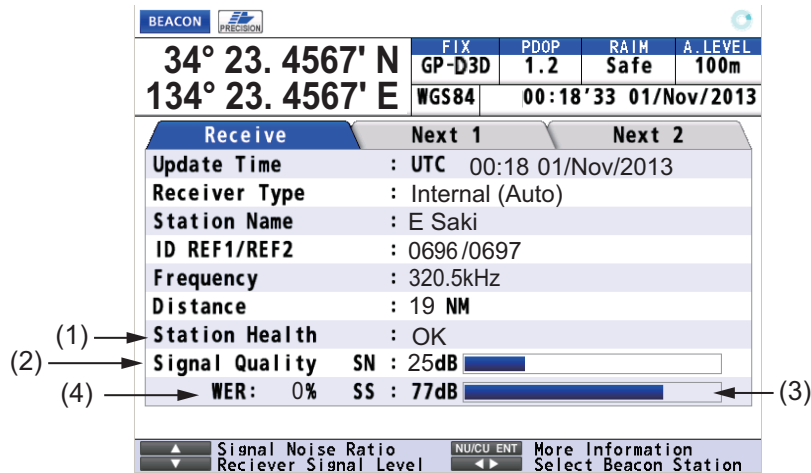 BEACON PRECISION
FIX PDOP RAIM A.LEVEL
34° 23. 4567' N GP-D3D 1.2 Safe 100m
134° 23. 4567' E WGS84 00:18'33 01/Nov/2013
Receive Next 1 Next 2
Update Time : UTC 00:18 01/Nov/2013
Receiver Type : Internal (Auto)
Station Name : E Saki
ID REF1/REF2 : 0696/0697
Frequency : 320.5kHz
Distance : 19 NM
(1) Station Health : OK
(2) Signal Quality SN : 25dB
(4) WER: 0% SS : 77dB (3)
Signal Noise Ratio NU/CU ENT More Information
Reciever Signal Level Select Beacon Station